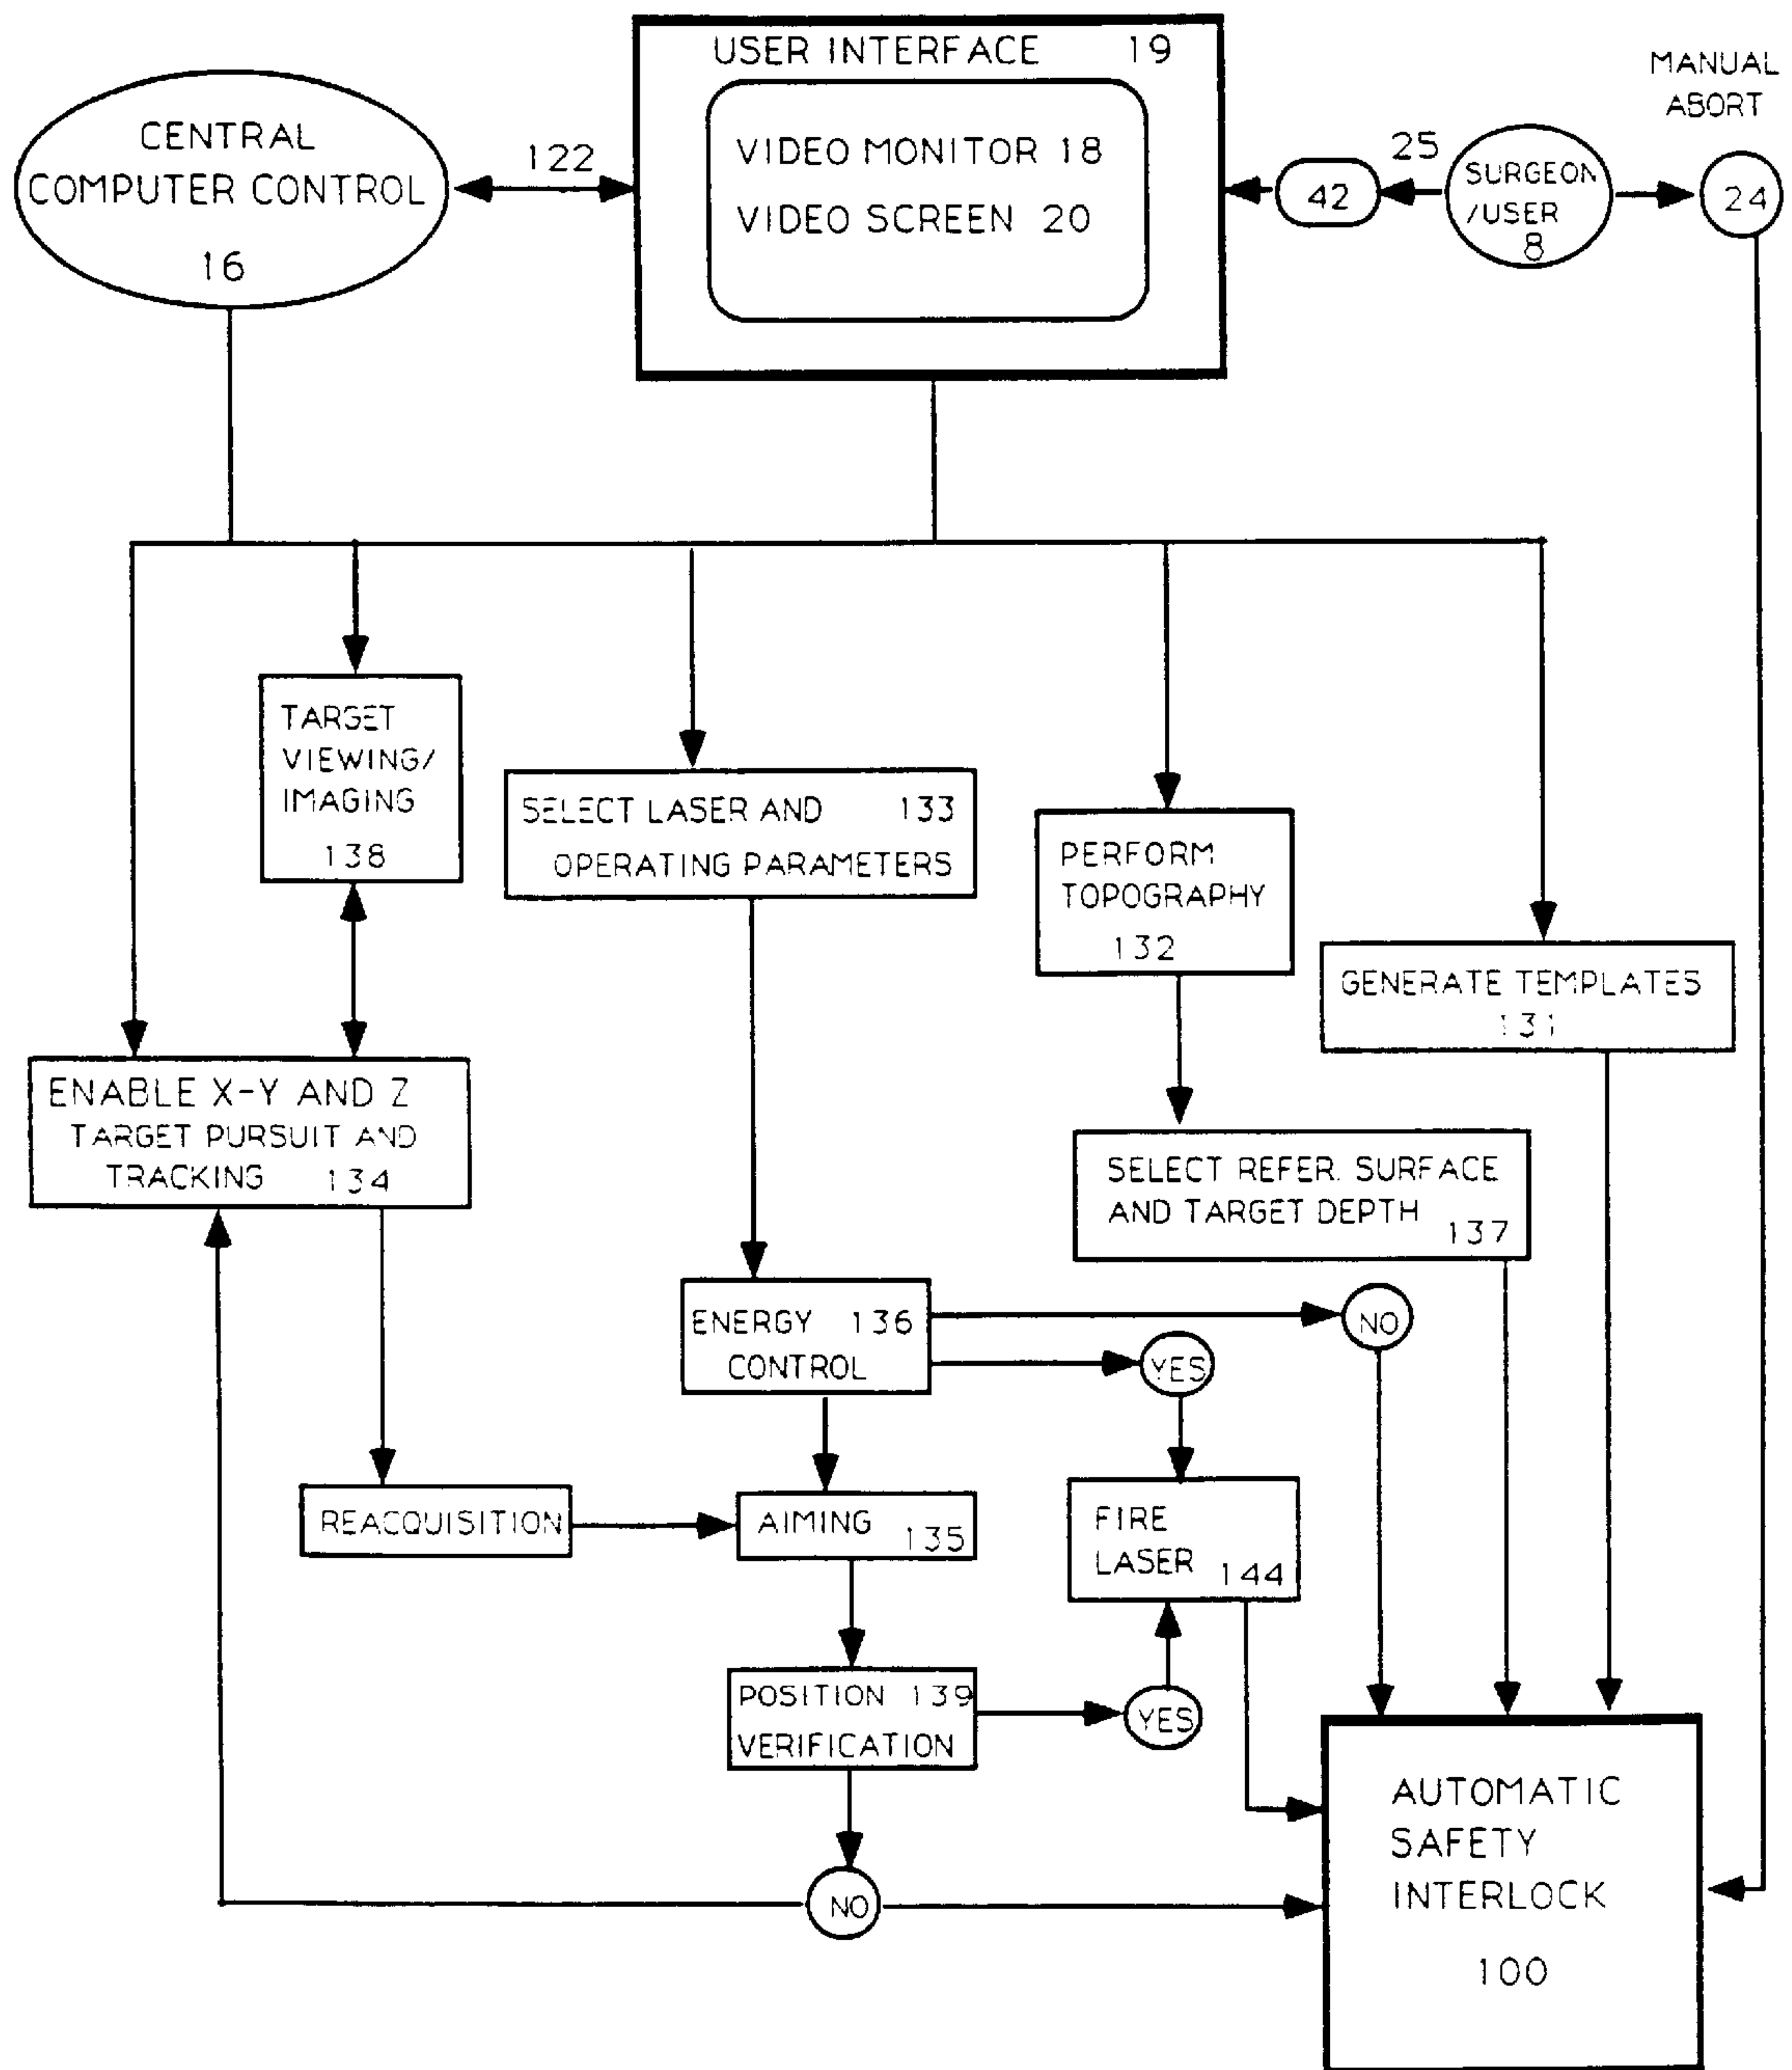 USER INTERFACE 19
VIDEO MONITOR 18
VIDEO SCREEN 20
CENTRAL
COMPUTER CONTROL
16
122
42
25
SURGEON
/USER
8
MANUAL
ABORT
24
TARGET
VIEWING/
IMAGING
138
SELECT LASER AND 133
OPERATING PARAMETERS
PERFORM
TOPOGRAPHY
132
GENERATE TEMPLATES
131
ENABLE X-Y AND Z
TARGET PURSUIT AND
TRACKING 134
SELECT REFER. SURFACE
AND TARGET DEPTH 137
ENERGY 136
CONTROL
NO
YES
REACQUISITION
AIMING 135
FIRE
LASER 144
POSITION 139
VERIFICATION
YES
NO
AUTOMATIC
SAFETY
INTERLOCK
100